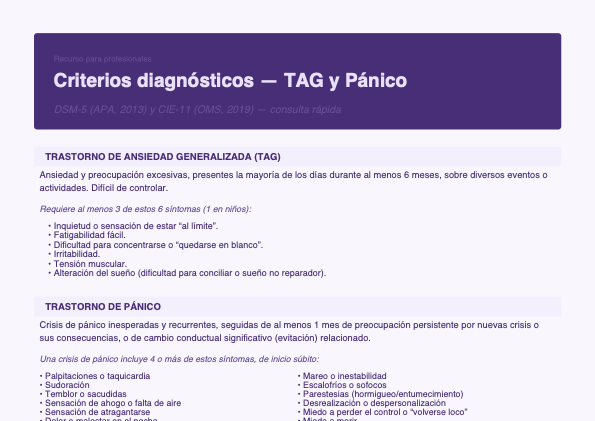 Recurso para profesionales
Criterios diagnósticos — TAG y Pánico
DSM-5 (APA, 2013) y CIE-11 (OMS, 2019) — consulta rápida
TRASTORNO DE ANSIEDAD GENERALIZADA (TAG)
Ansiedad y preocupación excesivas, presentes la mayoría de los días durante al menos 6 meses, sobre diversos eventos o
actividades. Difícil de controlar.
Requiere al menos 3 de estos 6 síntomas (1 en niños):
• Inquietud o sensación de estar “al límite”.
• Fatigabilidad fácil.
• Dificultad para concentrarse o “quedarse en blanco”.
• Irritabilidad.
• Tensión muscular.
• Alteración del sueño (dificultad para conciliar o sueño no reparador).
TRASTORNO DE PÁNICO
Crisis de pánico inesperadas y recurrentes, seguidas de al menos 1 mes de preocupación persistente por nuevas crisis o
sus consecuencias, o de cambio conductual significativo (evitación) relacionado.
Una crisis de pánico incluye 4 o más de estos síntomas, de inicio súbito:
• Palpitaciones o taquicardia
• Sudoración
• Temblor o sacudidas
• Sensación de ahogo o falta de aire
• Sensación de atragantarse
• Dolor o malestar en el pecho
• Mareo o inestabilidad
• Escalofríos o sofocos
• Parestesias (hormigueo/entumecimiento)
• Desrealización o despersonalización
• Miedo a perder el control o “volverse loco”
• Miedo a morir